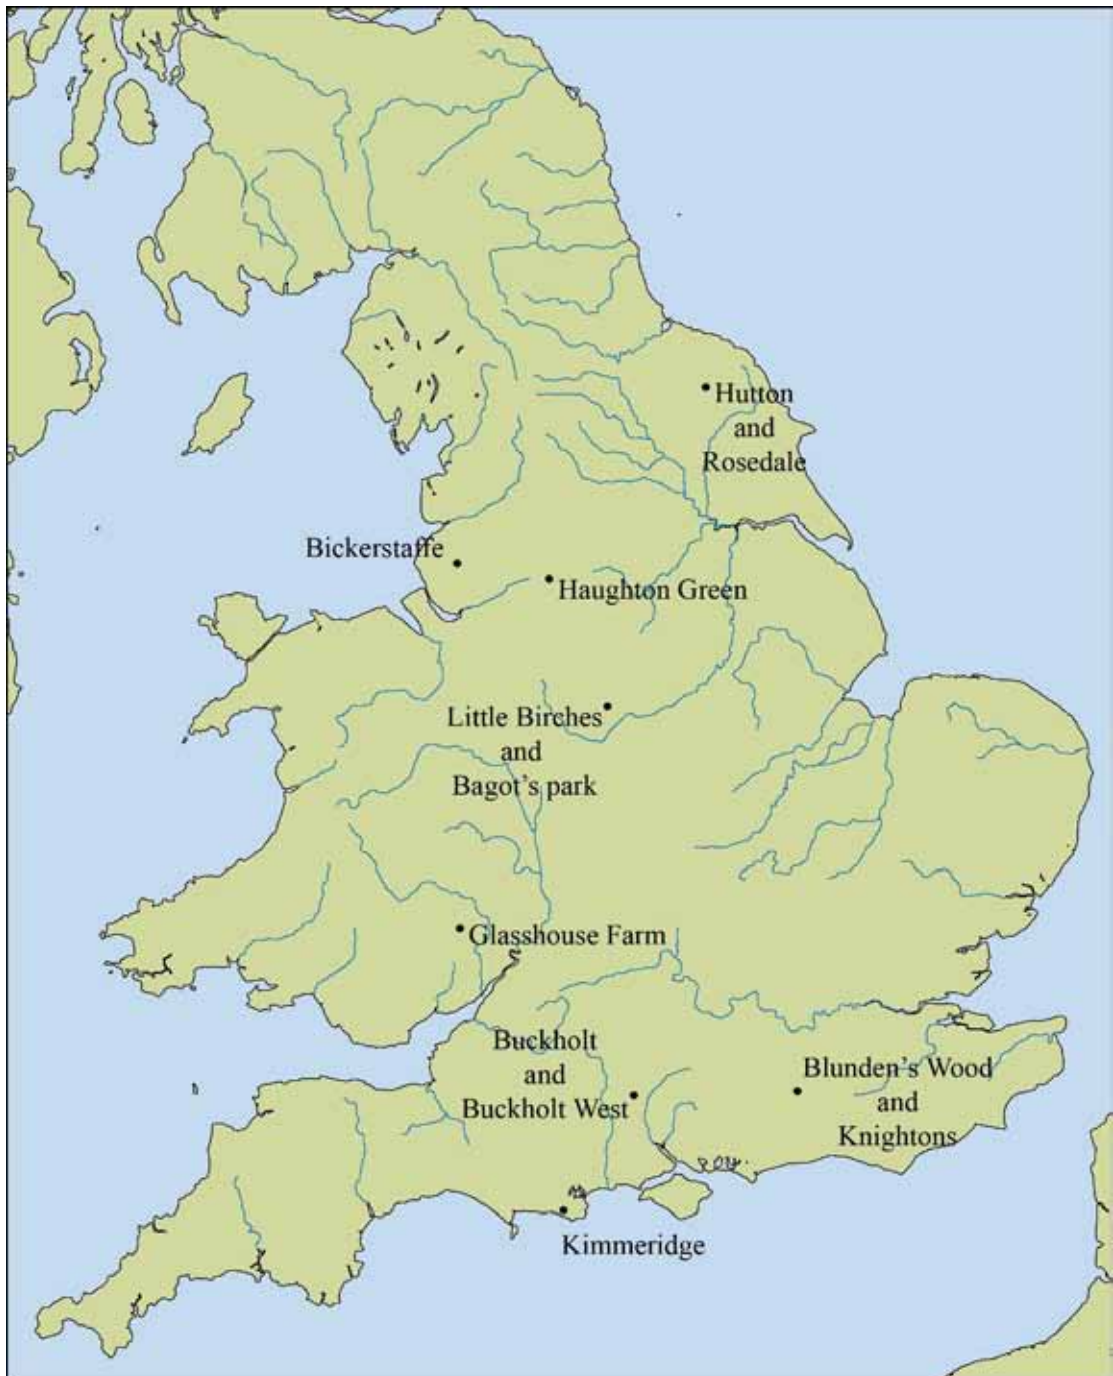 Hutton
and
Rosedale
Bickerstaffe
Haughton Green
Little Birches
and
Bagot's park
Glasshouse Farm
Buckholt
and
Buckholt West
Blunden's Wood
and
Knightons
Kimmeridge